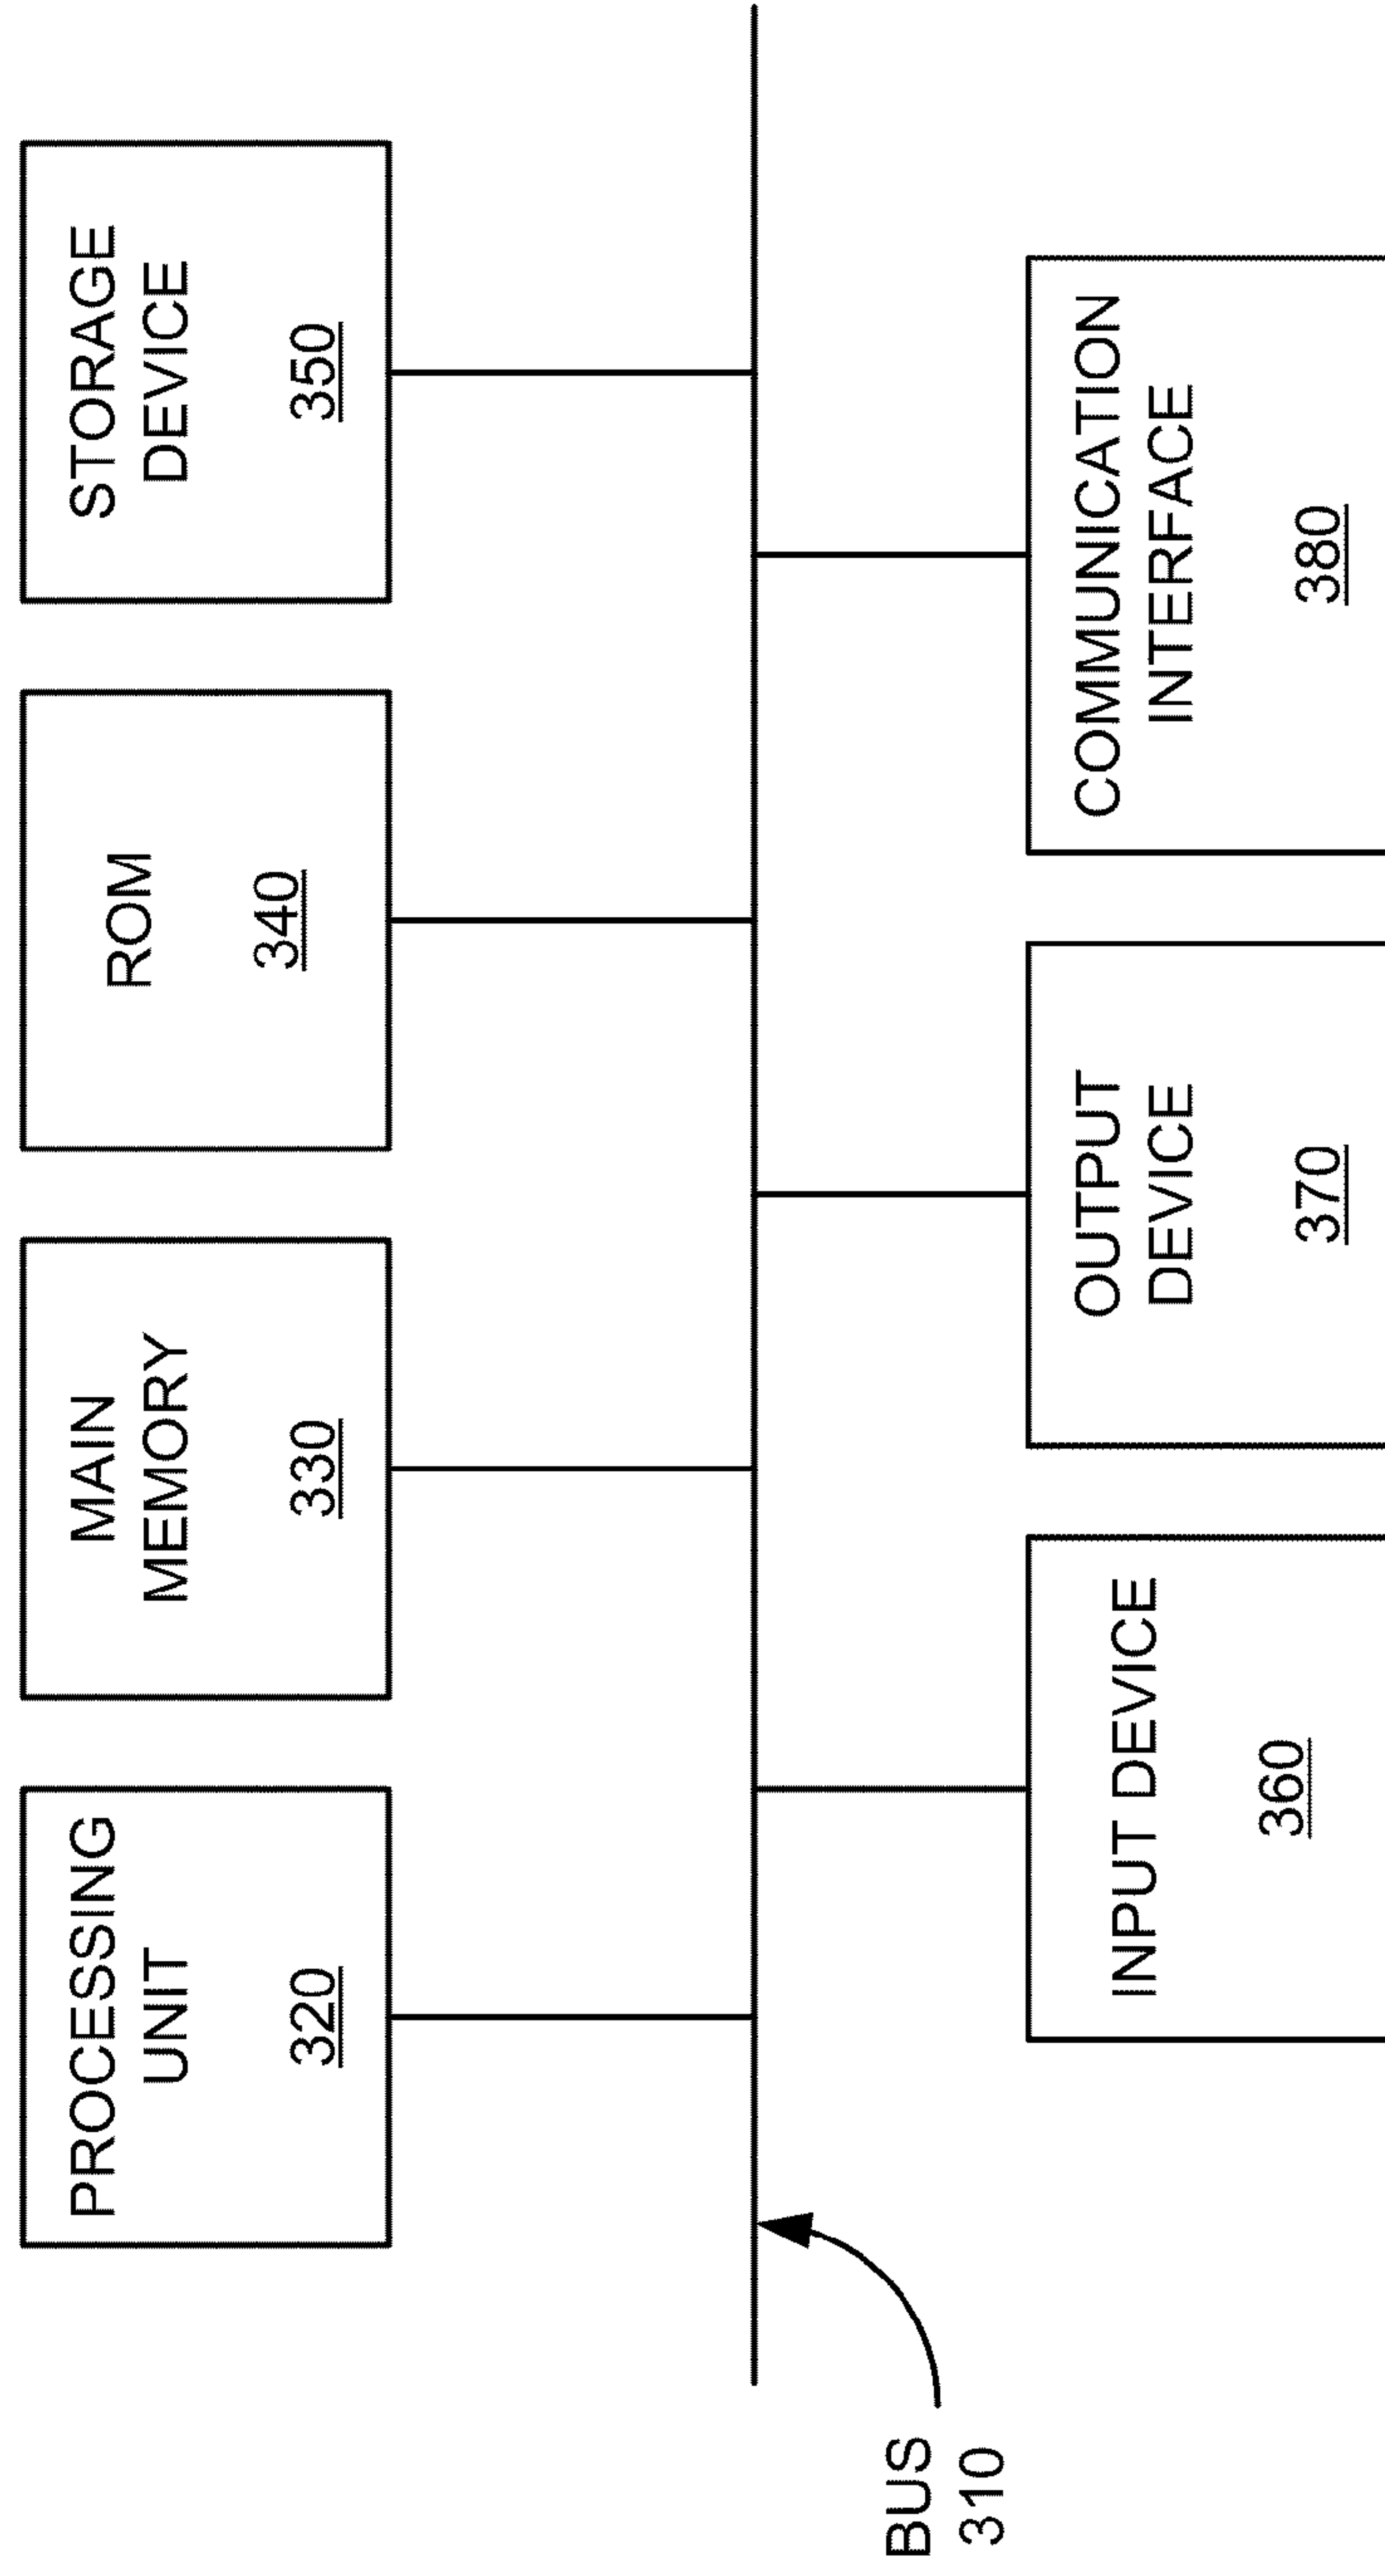 PROCESSING
UNIT
320
MAIN
MEMORY
330
ROM
340
STORAGE
DEVICE
350
BUS
310
INPUT DEVICE
360
OUTPUT
DEVICE
370
COMMUNICATION
INTERFACE
380